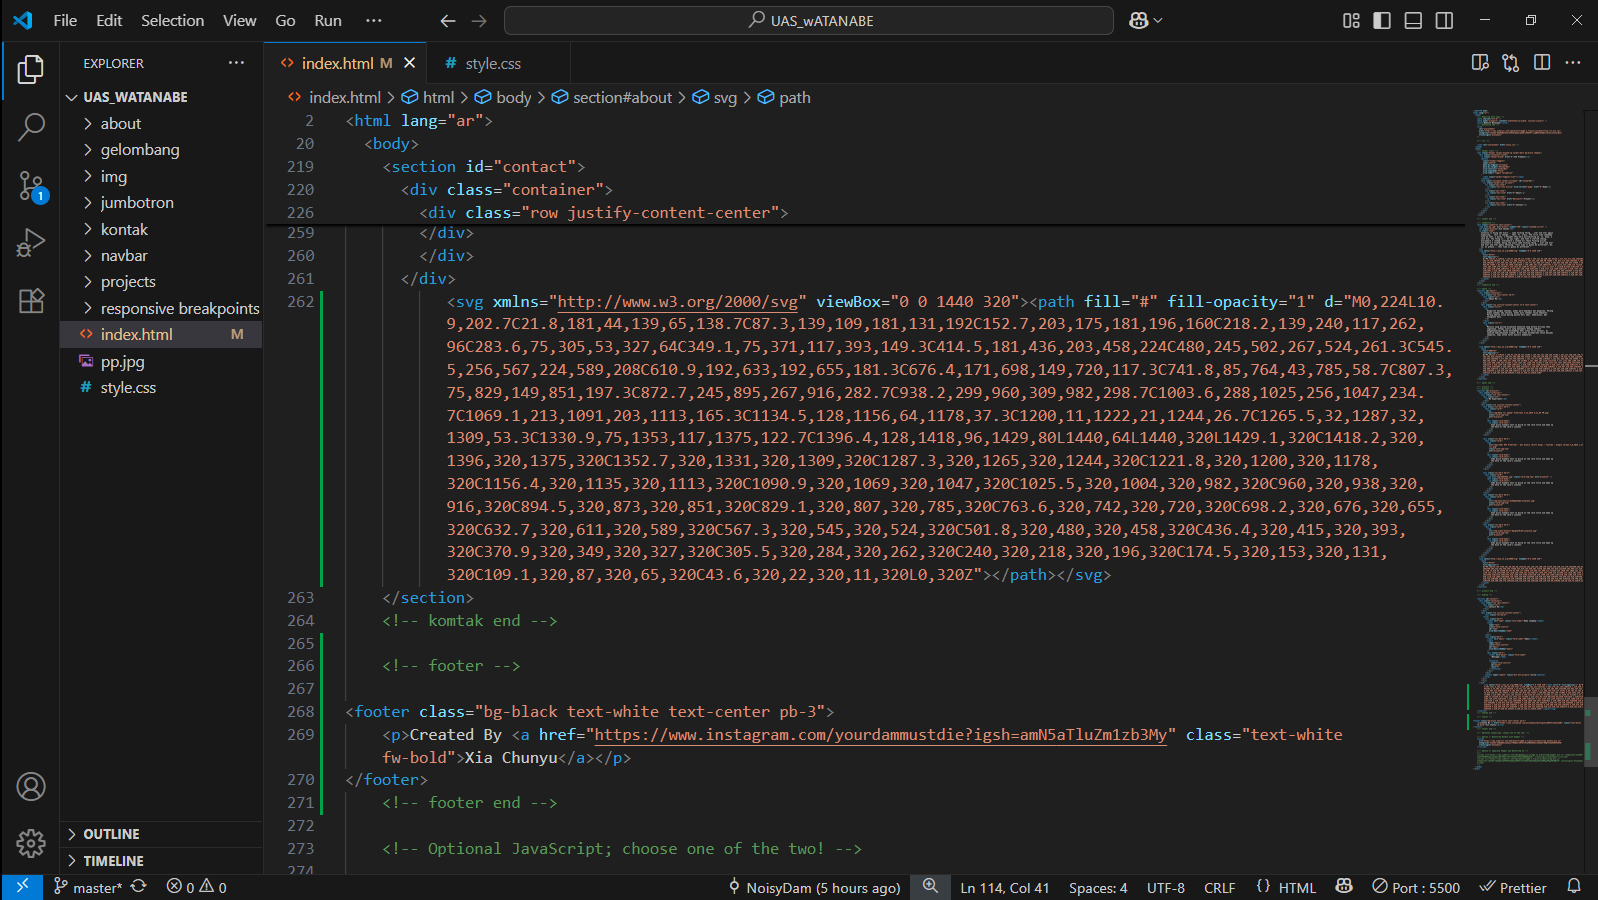 File Edit Selection View Go Run ··· UAS_wATANABE
EXPLORER ···
index.html M
# style.css
UAS_WATANABE
about
gelombang
img
jumbotron
kontak
navbar
projects
responsive breakpoints
index.html M
pp.jpg
# style.css
OUTLINE
TIMELINE
index.html > html > body > section#about > svg > path
2 <html lang="ar">
20 <body>
219 <section id="contact">
220 <div class="container">
226 <div class="row justify-content-center">
259 </div>
260 </div>
261 </div>
262 <svg xmlns="http://www.w3.org/2000/svg" viewBox="0 0 1440 320"><path fill="#" fill-opacity="1" d="M0,224L10.
9,202.7C21.8,181,44,139,65,138.7C87.3,139,109,181,131,192C152.7,203,175,181,196,160C218.2,139,240,117,262,
96C283.6,75,305,53,327,64C349.1,75,371,117,393,149.3C414.5,181,436,203,458,224C480,245,502,267,524,261.3C545.
5,256,567,224,589,208C610.9,192,633,192,655,181.3C676.4,171,698,149,720,117.3C741.8,85,764,43,785,58.7C807.3,
75,829,149,851,197.3C872.7,245,895,267,916,282.7C938.2,299,960,309,982,298.7C1003.6,288,1025,256,1047,234.
7C1069.1,213,1091,203,1113,165.3C1134.5,128,1156,64,1178,37.3C1200,11,1222,21,1244,26.7C1265.5,32,1287,32,
1309,53.3C1330.9,75,1353,117,1375,122.7C1396.4,128,1418,96,1429,80L1440,64L1440,320L1429.1,320C1418.2,320,
1396,320,1375,320C1352.7,320,1331,320,1309,320C1287.3,320,1265,320,1244,320C1221.8,320,1200,320,1178,
320C1156.4,320,1135,320,1113,320C1090.9,320,1069,320,1047,320C1025.5,320,1004,320,982,320C960,320,938,320,
916,320C894.5,320,873,320,851,320C829.1,320,807,320,785,320C763.6,320,742,320,720,320C698.2,320,676,320,655,
320C632.7,320,611,320,589,320C567.3,320,545,320,524,320C501.8,320,480,320,458,320C436.4,320,415,320,393,
320C370.9,320,349,320,327,320C305.5,320,284,320,262,320C240,320,218,320,196,320C174.5,320,153,320,131,
320C109.1,320,87,320,65,320C43.6,320,22,320,11,320L0,320Z"></path></svg>
263 </section>
264 <!-- komtak end -->
265
266 <!-- footer -->
267
268 <footer class="bg-black text-white text-center pb-3">
269 <p>Created By <a href="https://www.instagram.com/yourdammustdie?igsh=amN5aTluZm1zb3My" class="text-white
fw-bold">Xia Chunyu</a></p>
270 </footer>
271 <!-- footer end -->
272
273 <!-- Optional JavaScript; choose one of the two! -->
274
1
master* 0 0 NoisyDam (5 hours ago) Ln 114, Col 41 Spaces: 4 UTF-8 CRLF {} HTML Port : 5500 Prettier